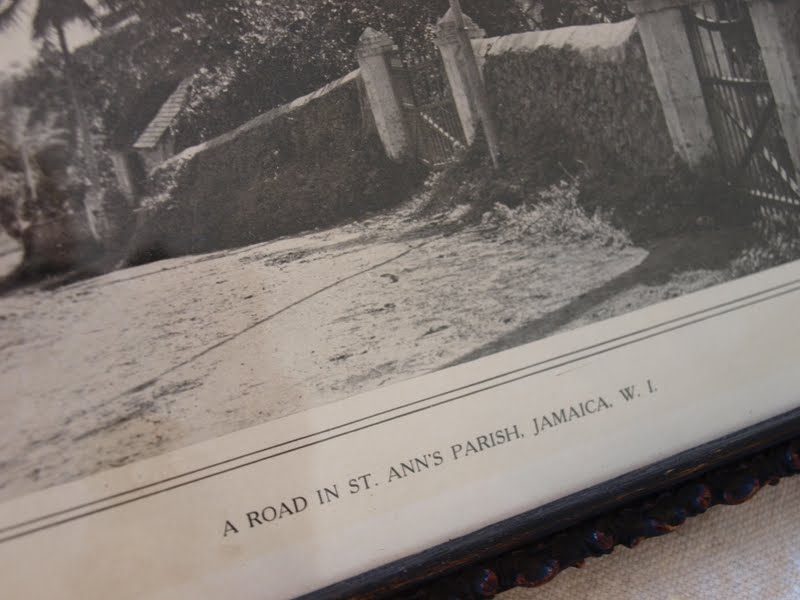 A ROAD IN ST. ANN'S PARISH, JAMAICA, W. I.